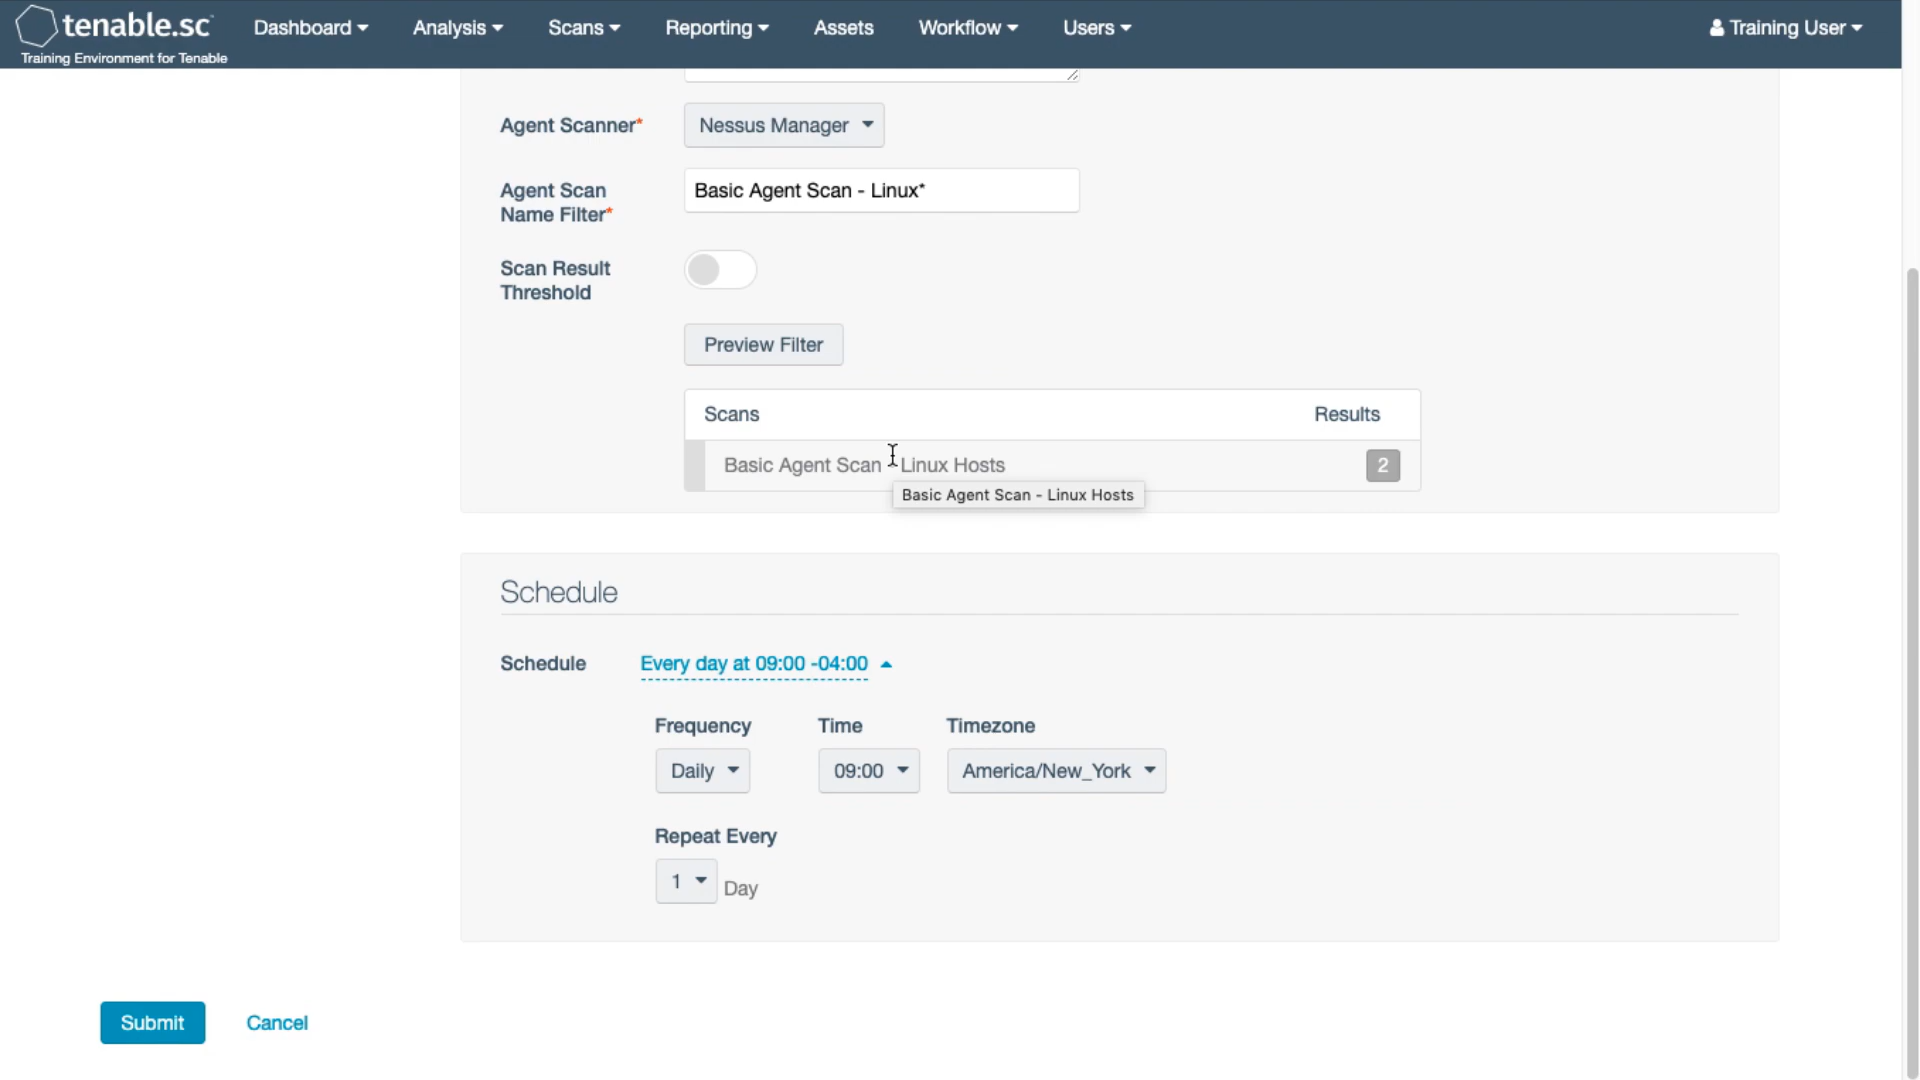 tenable.sc
Training Environment for Tenable
Dashboard Analysis Scans Reporting Assets Workflow Users Training User
Agent Scanner* Nessus Manager
Agent Scan
Name Filter*
Basic Agent Scan - Linux*
Scan Result
Threshold
Preview Filter
Scans Results
Basic Agent Scan - Linux Hosts 2
Basic Agent Scan - Linux Hosts
Schedule
Schedule Every day at 09:00 -04:00
Frequency Time Timezone
Daily 09:00 America/New_York
Repeat Every
1 Day
Submit Cancel